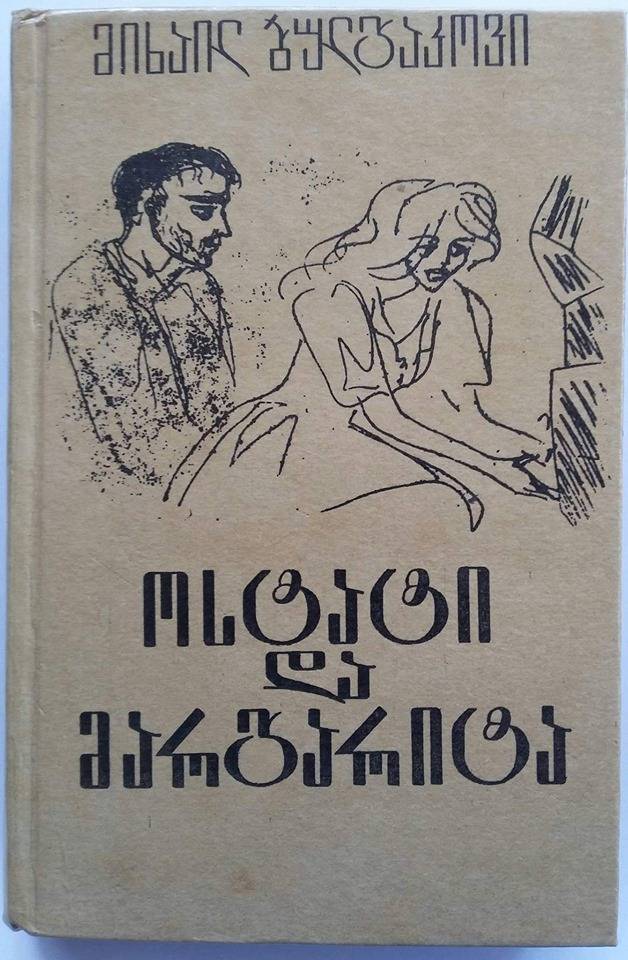 მიხაილ ბულგაკოვი
ოსტატი
და
მარგარიტა